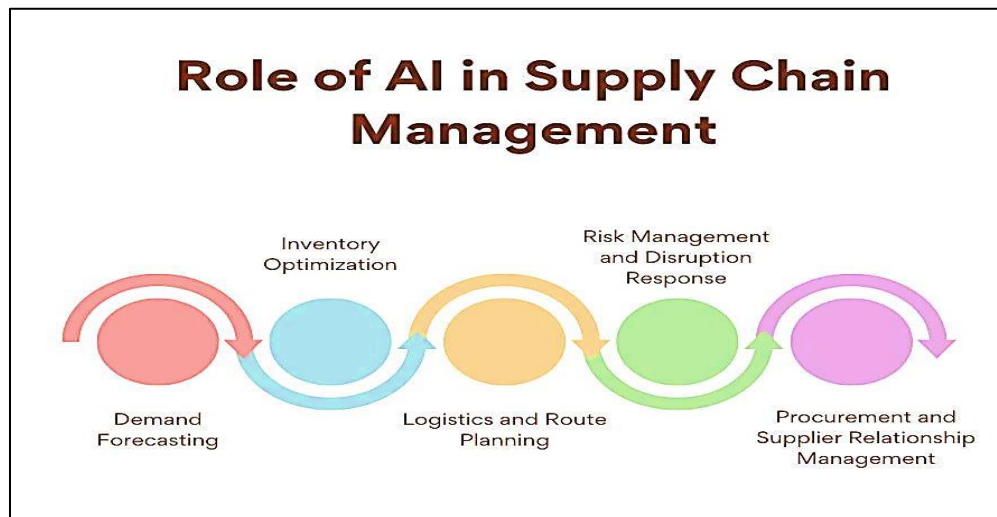 Role of AI in Supply Chain
Management
Inventory
Optimization
Risk Management
and Disruption
Response
Demand
Forecasting
Logistics and Route
Planning
Procurement and
Supplier Relationship
Management